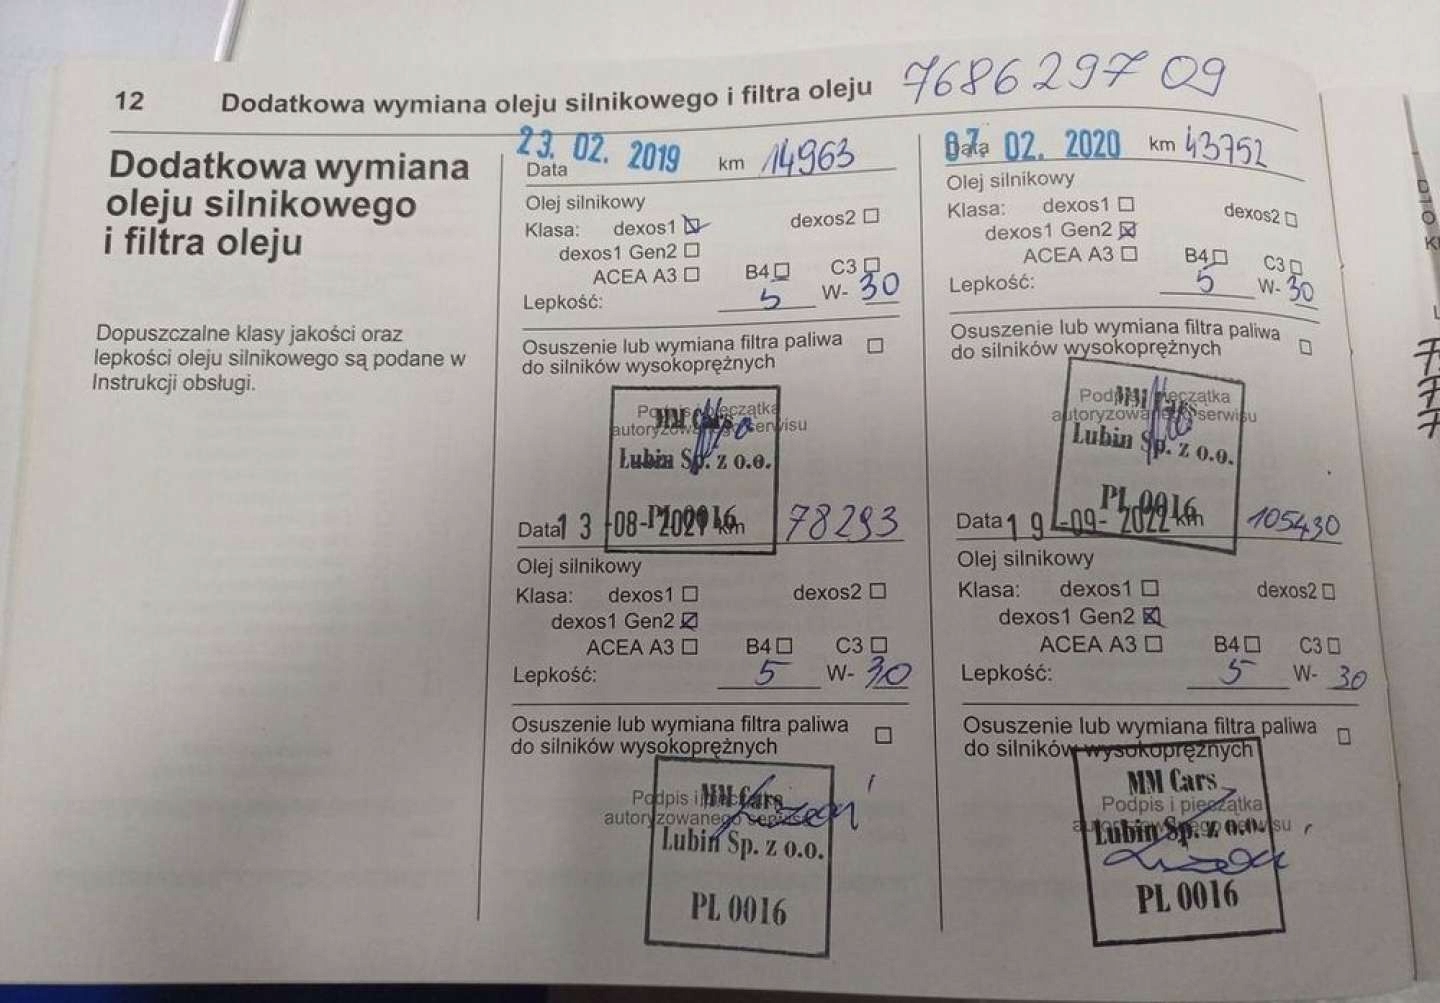 12 Dodatkowa wymiana oleju silnikowego i filtra oleju 768629709
Dodatkowa wymiana
oleju silnikowego
i filtra oleju
Dopuszczalne klasy jakości oraz
lepkości oleju silnikowego są podane w
Instrukcji obsługi.
23. 02. 2019
Data km 14963
Olej silnikowy
Klasa: dexos1 dexos2
dexos1 Gen2
ACEA A3 B4 C3
Lepkość: 5 W- 30
Osuszenie lub wymiana filtra paliwa
do silników wysokoprężnych
Podpis i pieczątka
autoryzowanego serwisu
MM Cars
Lubin Sp. z o.o.
PL 0016
Data 07. 02. 2020 km 43752
Olej silnikowy
Klasa: dexos1 dexos2
dexos1 Gen2
ACEA A3 B4 C3
Lepkość: 5 W- 30
Osuszenie lub wymiana filtra paliwa
do silników wysokoprężnych
Podpis i pieczątka
autoryzowanego serwisu
MM Cars
Lubin Sp. z o.o.
PL 0016
Data 13-08-2021 km 78293
Olej silnikowy
Klasa: dexos1 dexos2
dexos1 Gen2
ACEA A3 B4 C3
Lepkość: 5 W- 30
Osuszenie lub wymiana filtra paliwa
do silników wysokoprężnych
Podpis i pieczątka
autoryzowanego serwisu
MM Cars
Lubin Sp. z o.o.
PL 0016
Data 19-09-2022 km 105430
Olej silnikowy
Klasa: dexos1 dexos2
dexos1 Gen2
ACEA A3 B4 C3
Lepkość: 5 W- 30
Osuszenie lub wymiana filtra paliwa
do silników wysokoprężnych
MM Cars
Podpis i pieczątka
autoryzowanego serwisu
Lubin Sp. z o.o.
PL 0016